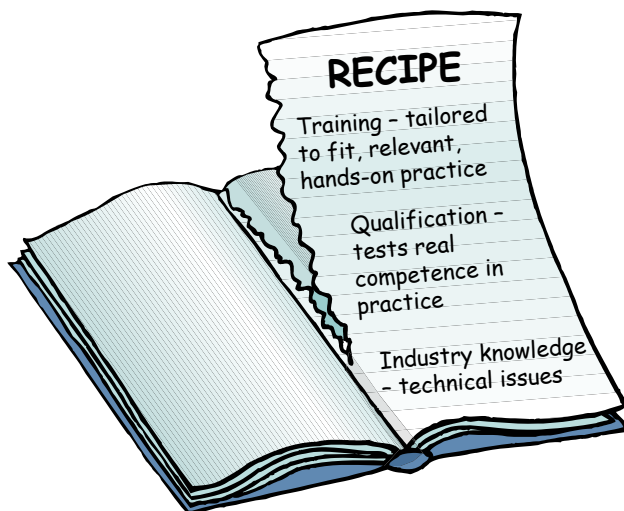 RECIPE
Training – tailored
to fit, relevant,
hands-on practice
Qualification –
tests real
competence in
practice
Industry knowledge
– technical issues